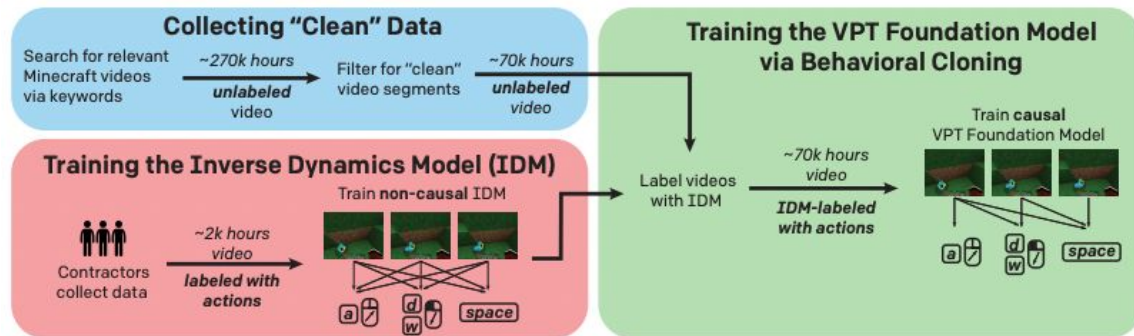 Collecting “Clean” Data
Search for relevant
Minecraft videos
via keywords
~270k hours
unlabeled
video
Filter for “clean”
video segments
~70k hours
unlabeled
video
Training the Inverse Dynamics Model (IDM)
Contractors
collect data
~2k hours
video
labeled with
actions
Train non-causal IDM
a
d
w
space
Training the VPT Foundation Model
via Behavioral Cloning
Label videos
with IDM
~70k hours
video
IDM-labeled
with actions
Train causal
VPT Foundation Model
a
d
w
space